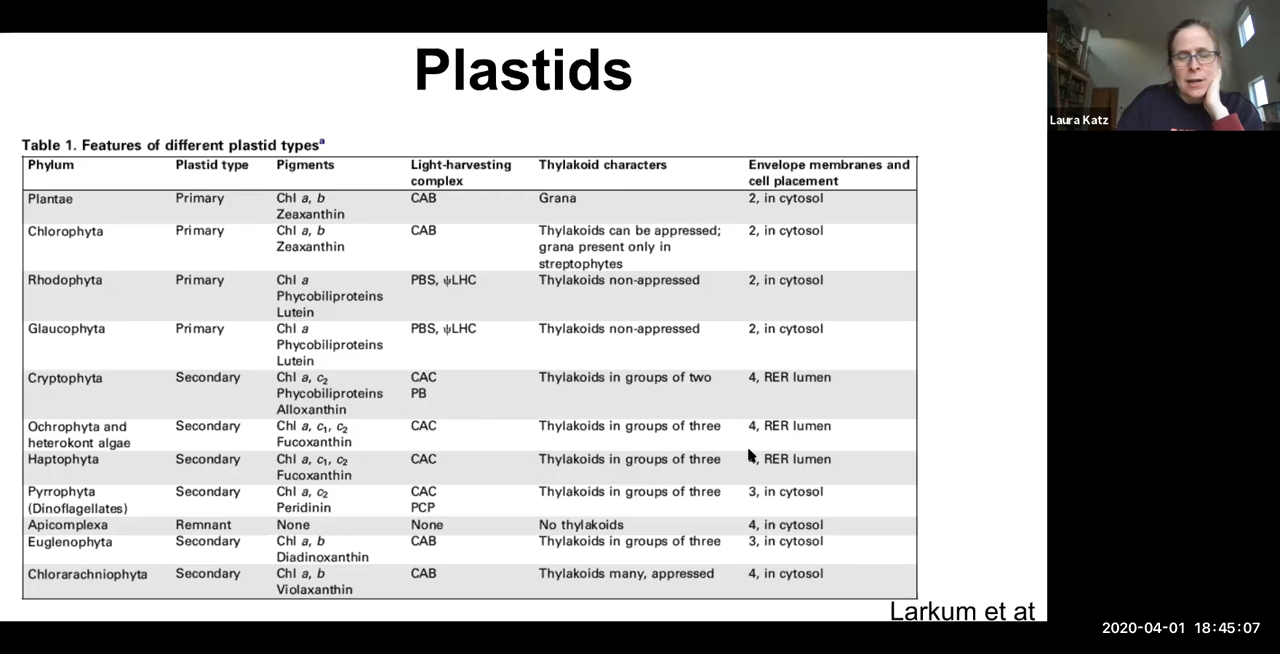 Plastids
Laura Katz
Table 1. Features of different plastid typesᵃ
Phylum Plastid type Pigments Light-harvesting complex Thylakoid characters Envelope membranes and cell placement
Plantae Primary Chl a, b Zeaxanthin CAB Grana 2, in cytosol
Chlorophyta Primary Chl a, b Zeaxanthin CAB Thylakoids can be appressed; grana present only in streptophytes 2, in cytosol
Rhodophyta Primary Chl a Phycobiliproteins Lutein PBS, ψLHC Thylakoids non-appressed 2, in cytosol
Glaucophyta Primary Chl a Phycobiliproteins Lutein PBS, ψLHC Thylakoids non-appressed 2, in cytosol
Cryptophyta Secondary Chl a, c₂ Phycobiliproteins Alloxanthin CAC PB Thylakoids in groups of two 4, RER lumen
Ochrophyta and heterokont algae Secondary Chl a, c₁, c₂ Fucoxanthin CAC Thylakoids in groups of three 4, RER lumen
Haptophyta Secondary Chl a, c₁, c₂ Fucoxanthin CAC Thylakoids in groups of three , RER lumen
Pyrrophyta (Dinoflagellates) Secondary Chl a, c₂ Peridinin CAC PCP Thylakoids in groups of three 3, in cytosol
Apicomplexa Remnant None None No thylakoids 4, in cytosol
Euglenophyta Secondary Chl a, b Diadinoxanthin CAB Thylakoids in groups of three 3, in cytosol
Chlorarachniophyta Secondary Chl a, b Violaxanthin CAB Thylakoids many, appressed 4, in cytosol
Larkum et at
2020-04-01 18:45:07